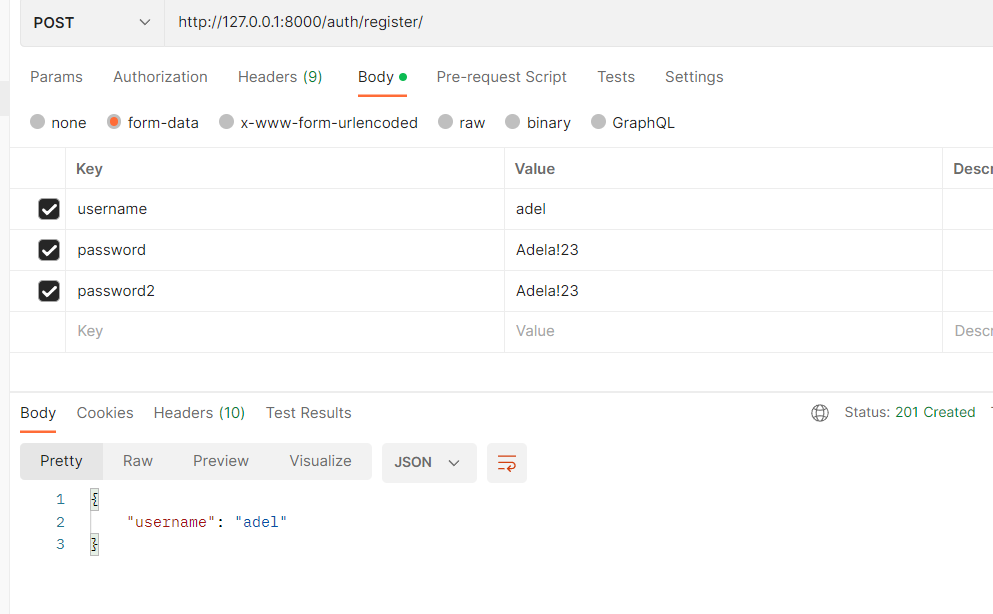 POST http://127.0.0.1:8000/auth/register/
Params Authorization Headers (9) Body Pre-request Script Tests Settings
none form-data x-www-form-urlencoded raw binary GraphQL
Key Value Descr
username adel
password Adela!23
password2 Adela!23
Key Value Descr
Body Cookies Headers (10) Test Results Status: 201 Created
Pretty Raw Preview Visualize JSON
1 {
2 "username": "adel"
3 }